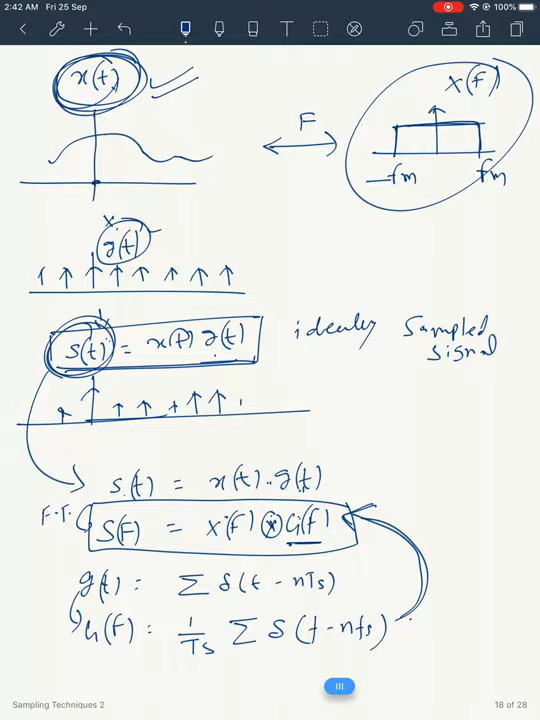 2:42 AM Fri 25 Sep
100%
T
x(t)
X(F)
F
-fm fm
g(t)
s(t) = x(t) g(t) idealy Sampled signal
s(t) = x(t) . g(t)
F.T. S(F) = X(F) ⊛ G(F)
g(t) = Σ δ(t - nTs)
G(F) = 1/Ts Σ δ(f - nfs)
Sampling Techniques 2
18 of 28